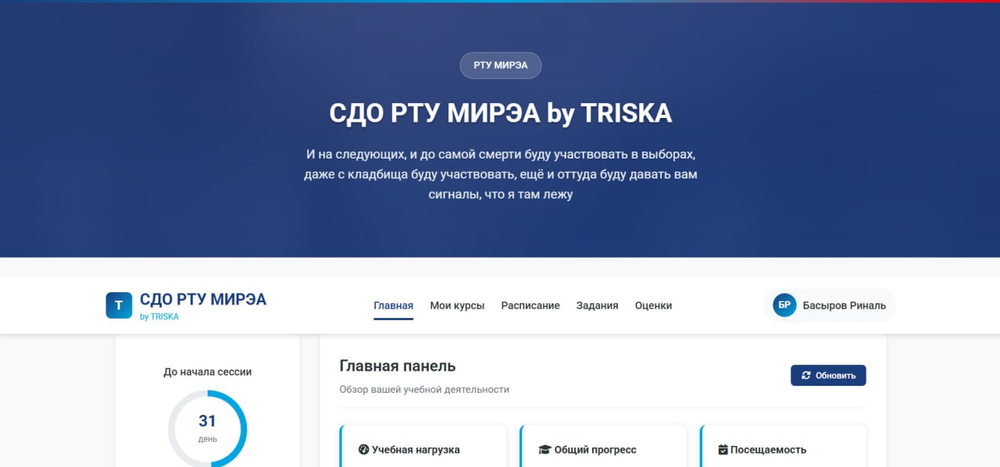 РТУ МИРЭА
СДО РТУ МИРЭА by TRISKA
И на следующих, и до самой смерти буду участвовать в выборах,
даже с кладбища буду участвовать, ещё и оттуда буду давать вам
сигналы, что я там лежу
T
СДО РТУ МИРЭА
by TRISKA
Главная
Мои курсы
Расписание
Задания
Оценки
БР
Басыров Риналь
До начала сессии
31
день
Главная панель
Обзор вашей учебной деятельности
Обновить
Учебная нагрузка
Общий прогресс
Посещаемость